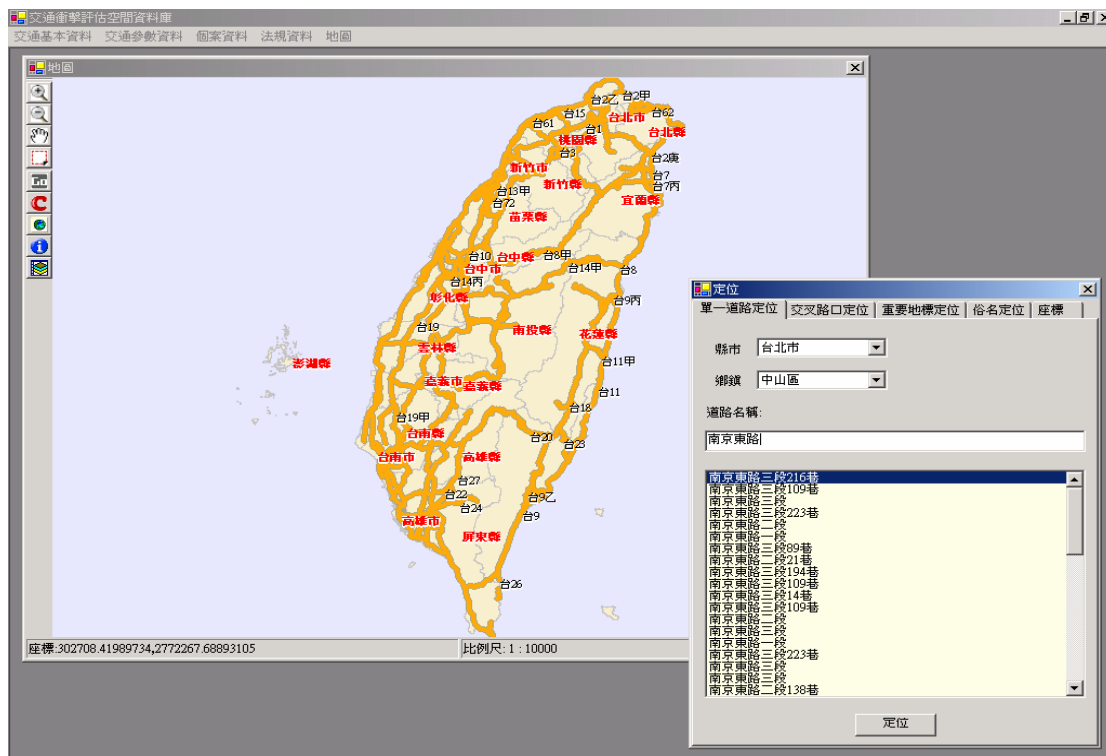 交通衝擊評估空間資料庫
交通基本資料 交通參數資料 個案資料 法規資料 地圖
地圖
台2乙 台2甲
台15 台62
台61 台北市
台1 台北縣
桃園縣
台3
台2庚
新竹市
台7
新竹縣 台7丙
台13甲
宜蘭縣
台72
苗栗縣
台10 台中縣 台8甲
台中市 台14甲 台8
台14丙
彰化縣 台9丙
台19 南投縣 花蓮縣
雲林縣
澎湖縣 台11甲
嘉義市 嘉義縣
台11
台18
台19甲
台南縣 台20 台23
台南市 高雄縣
台27
台22 台9乙
台24 台9
高雄市
屏東縣
台26
座標:302708.41989734,2772267.68893105
比例尺: 1 : 10000
定位
單一道路定位 交叉路口定位 重要地標定位 俗名定位 座標
縣市 台北市
鄉鎮 中山區
道路名稱:
南京東路
南京東路三段216巷
南京東路三段109巷
南京東路三段
南京東路三段223巷
南京東路二段
南京東路一段
南京東路三段89巷
南京東路二段21巷
南京東路三段194巷
南京東路三段109巷
南京東路三段14巷
南京東路三段109巷
南京東路二段
南京東路三段
南京東路一段
南京東路三段223巷
南京東路三段
南京東路三段
南京東路二段138巷
定位